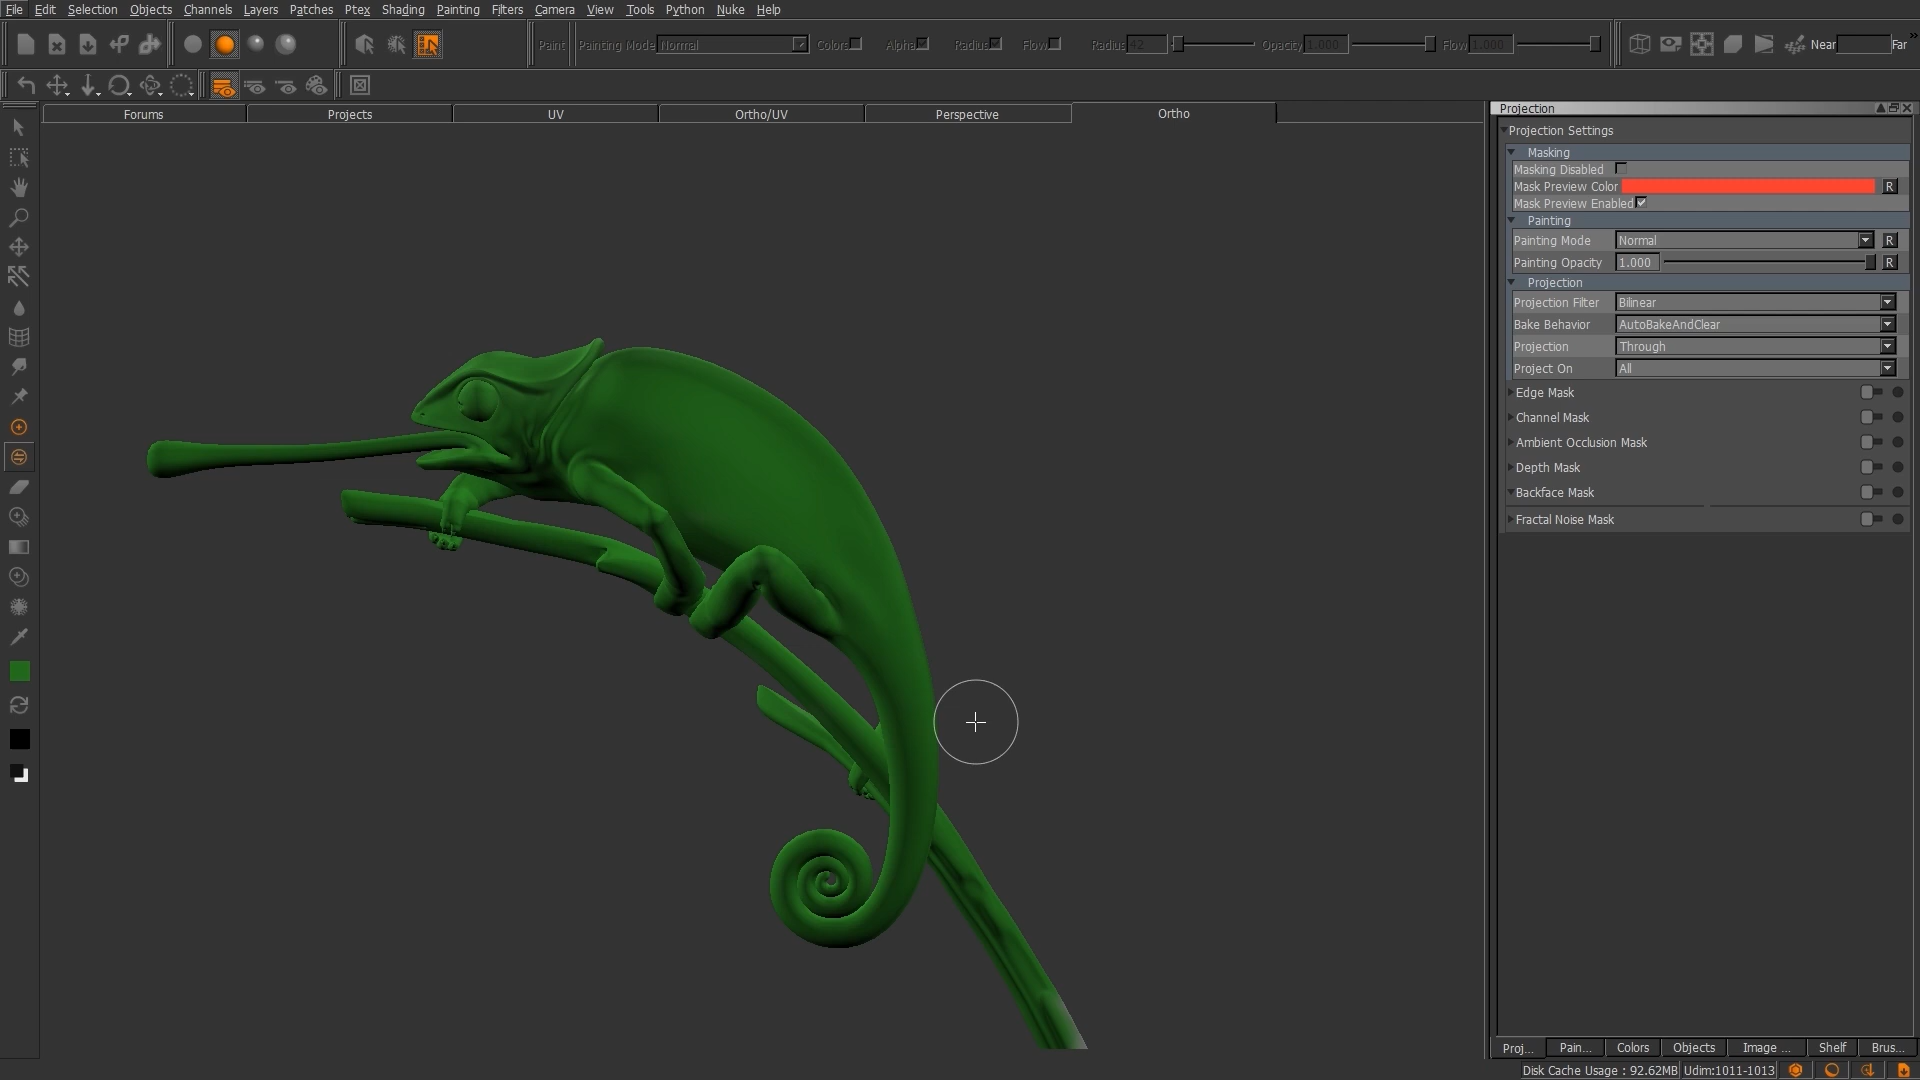 File Edit Selection Objects Channels Layers Patches Ptex Shading Painting Filters Camera View Tools Python Nuke Help
Paint Painting Mode Normal Colors Alpha Radius Flow Radius 42 Opacity 1.000 Flow 1.000 Near Far
Forums Projects UV Ortho/UV Perspective Ortho
Projection
Projection Settings
Masking
Masking Disabled
Mask Preview Color R
Mask Preview Enabled
Painting
Painting Mode Normal R
Painting Opacity 1.000 R
Projection
Projection Filter Bilinear
Bake Behavior AutoBakeAndClear
Projection Through
Project On All
Edge Mask
Channel Mask
Ambient Occlusion Mask
Depth Mask
Backface Mask
Fractal Noise Mask
Proj... Pain... Colors Objects Image ... Shelf Brus...
Disk Cache Usage : 92.62MB Udim:1011-1013